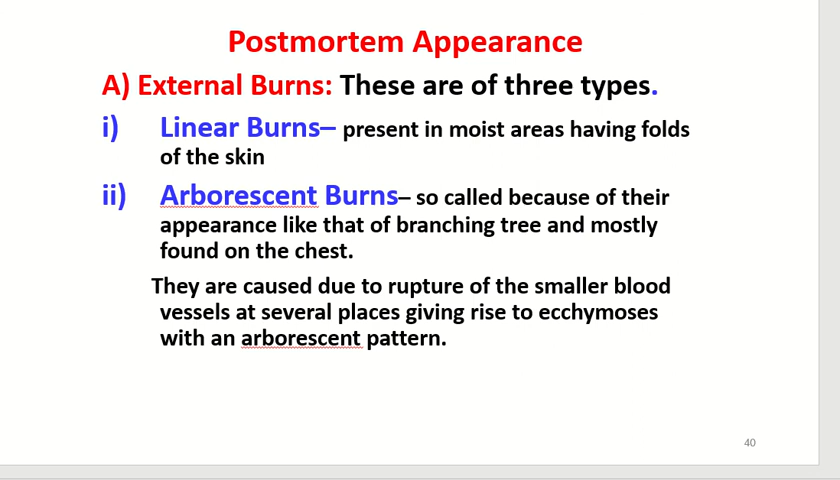 Postmortem Appearance
A) External Burns: These are of three types.
i) Linear Burns– present in moist areas having folds
of the skin
ii) Arborescent Burns– so called because of their
appearance like that of branching tree and mostly
found on the chest.
They are caused due to rupture of the smaller blood
vessels at several places giving rise to ecchymoses
with an arborescent pattern.
40